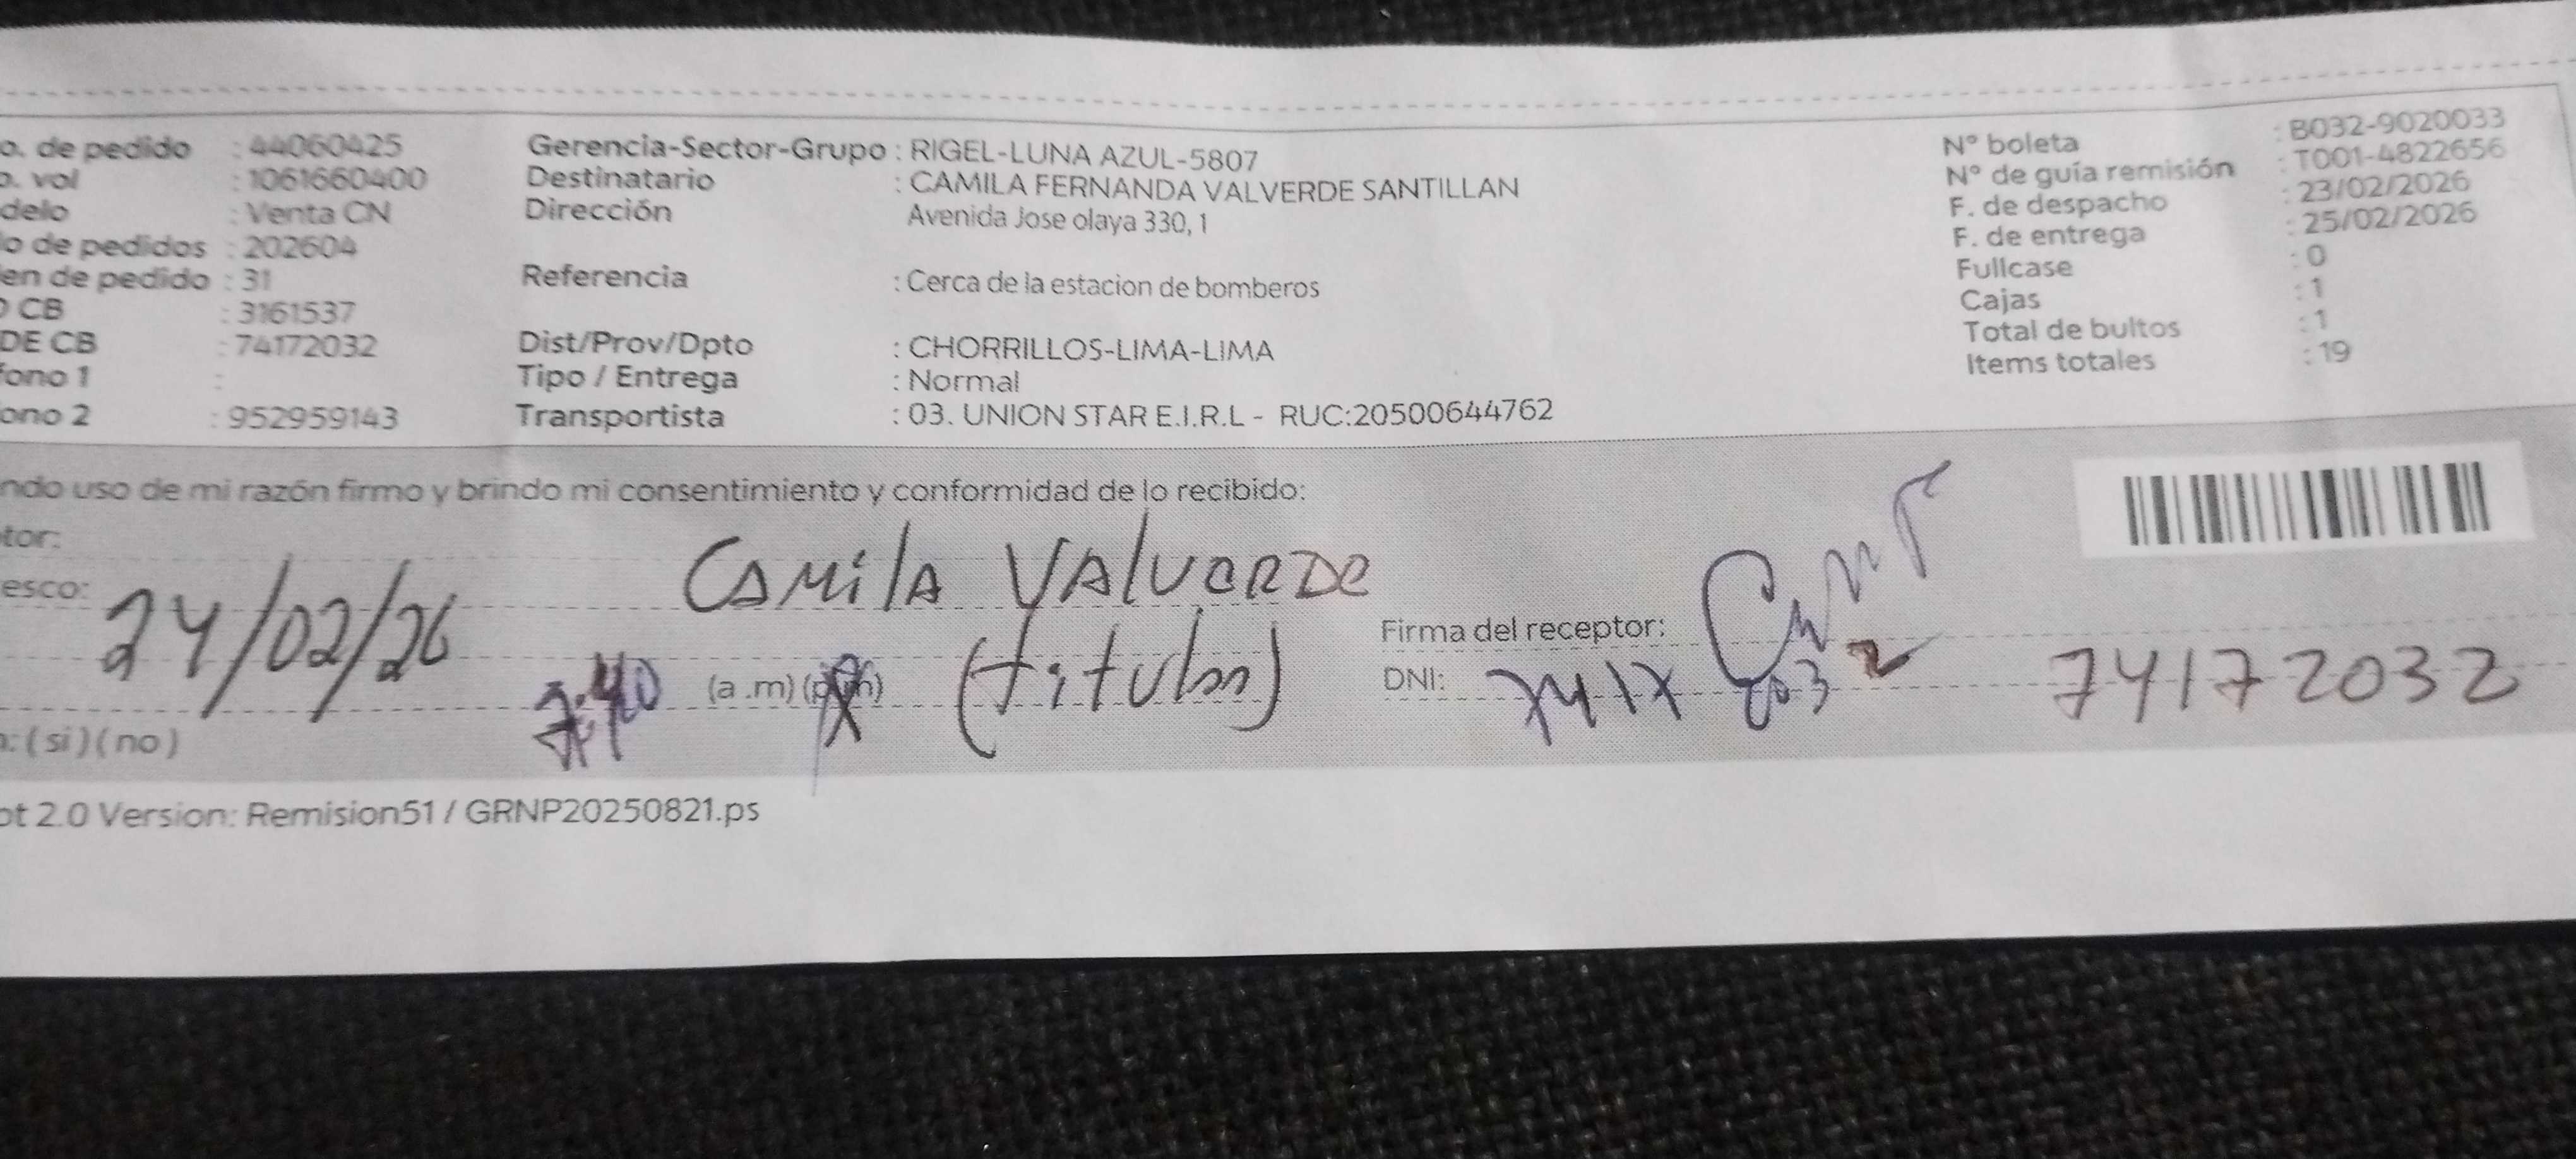 o. de pedido : 44060425
o. vol : 1061660400
delo : Venta CN
o de pedidos : 202604
en de pedido : 31
O CB : 3161537
DE CB : 74172032
fono 1 :
ono 2 : 952959143
Gerencia-Sector-Grupo : RIGEL-LUNA AZUL-5807
Destinatario : CAMILA FERNANDA VALVERDE SANTILLAN
Dirección Avenida Jose olaya 330, 1
Referencia : Cerca de la estacion de bomberos
Dist/Prov/Dpto : CHORRILLOS-LIMA-LIMA
Tipo / Entrega : Normal
Transportista : 03. UNION STAR E.I.R.L - RUC:20500644762
N° boleta : B032-9020033
N° de guía remisión : T001-4822656
F. de despacho : 23/02/2026
F. de entrega : 25/02/2026
Fullcase : 0
Cajas : 1
Total de bultos : 1
Items totales : 19
ndo uso de mi razón firmo y brindo mi consentimiento y conformidad de lo recibido:
tor: Camila Valverde
esco: (titular)
24/02/26
(a .m) (p.m)
Firma del receptor:
DNI: 74172032 74172032
: ( si ) ( no )
pt 2.0 Version: Remision51 / GRNP20250821.ps